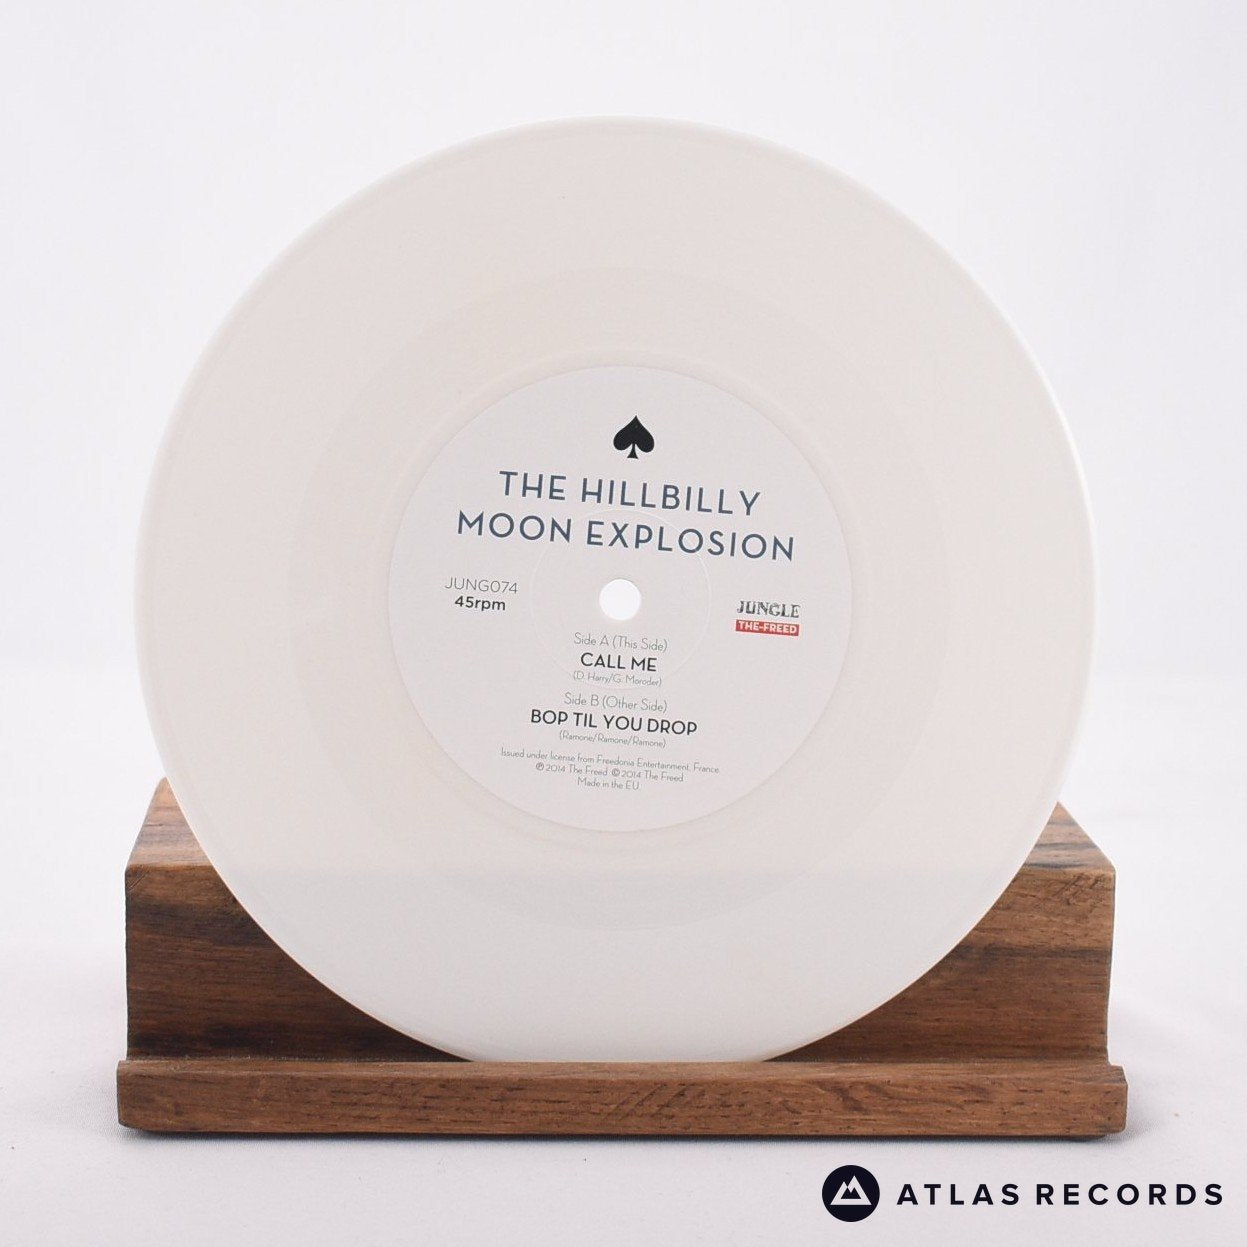 THE HILLBILLY
MOON EXPLOSION
JUNG074
45rpm
JUNGLE
THE-FREED
Side A (This Side)
CALL ME
(D. Harry/G. Moroder)
Side B (Other Side)
BOP TIL YOU DROP
(Ramone/Ramone/Ramone)
Issued under license from Freedonia Entertainment, France.
℗ 2014 The Freed © 2014 The Freed
Made in the EU.
ATLAS RECORDS